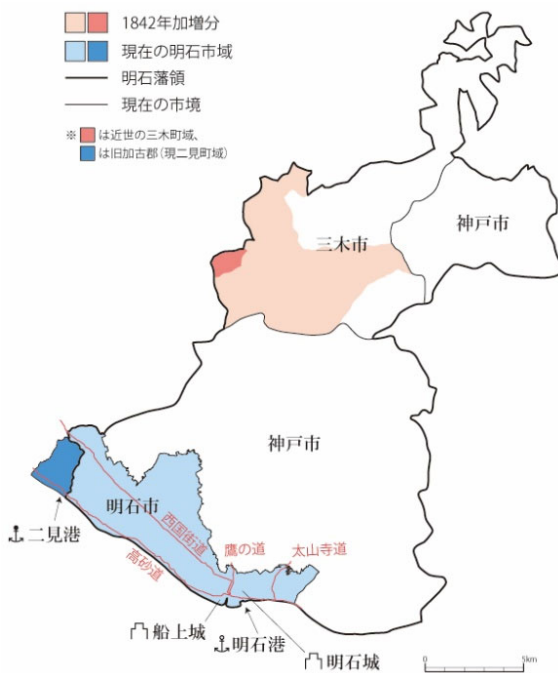 1842年加増分
現在の明石市域
明石藩領
現在の市境
※ は近世の三木町域、
は旧加古郡（現二見町域）
神戸市
三木市
神戸市
明石市
西国街道
鷹の道
太山寺道
二見港
高砂道
船上城
明石港
明石城
0 5km